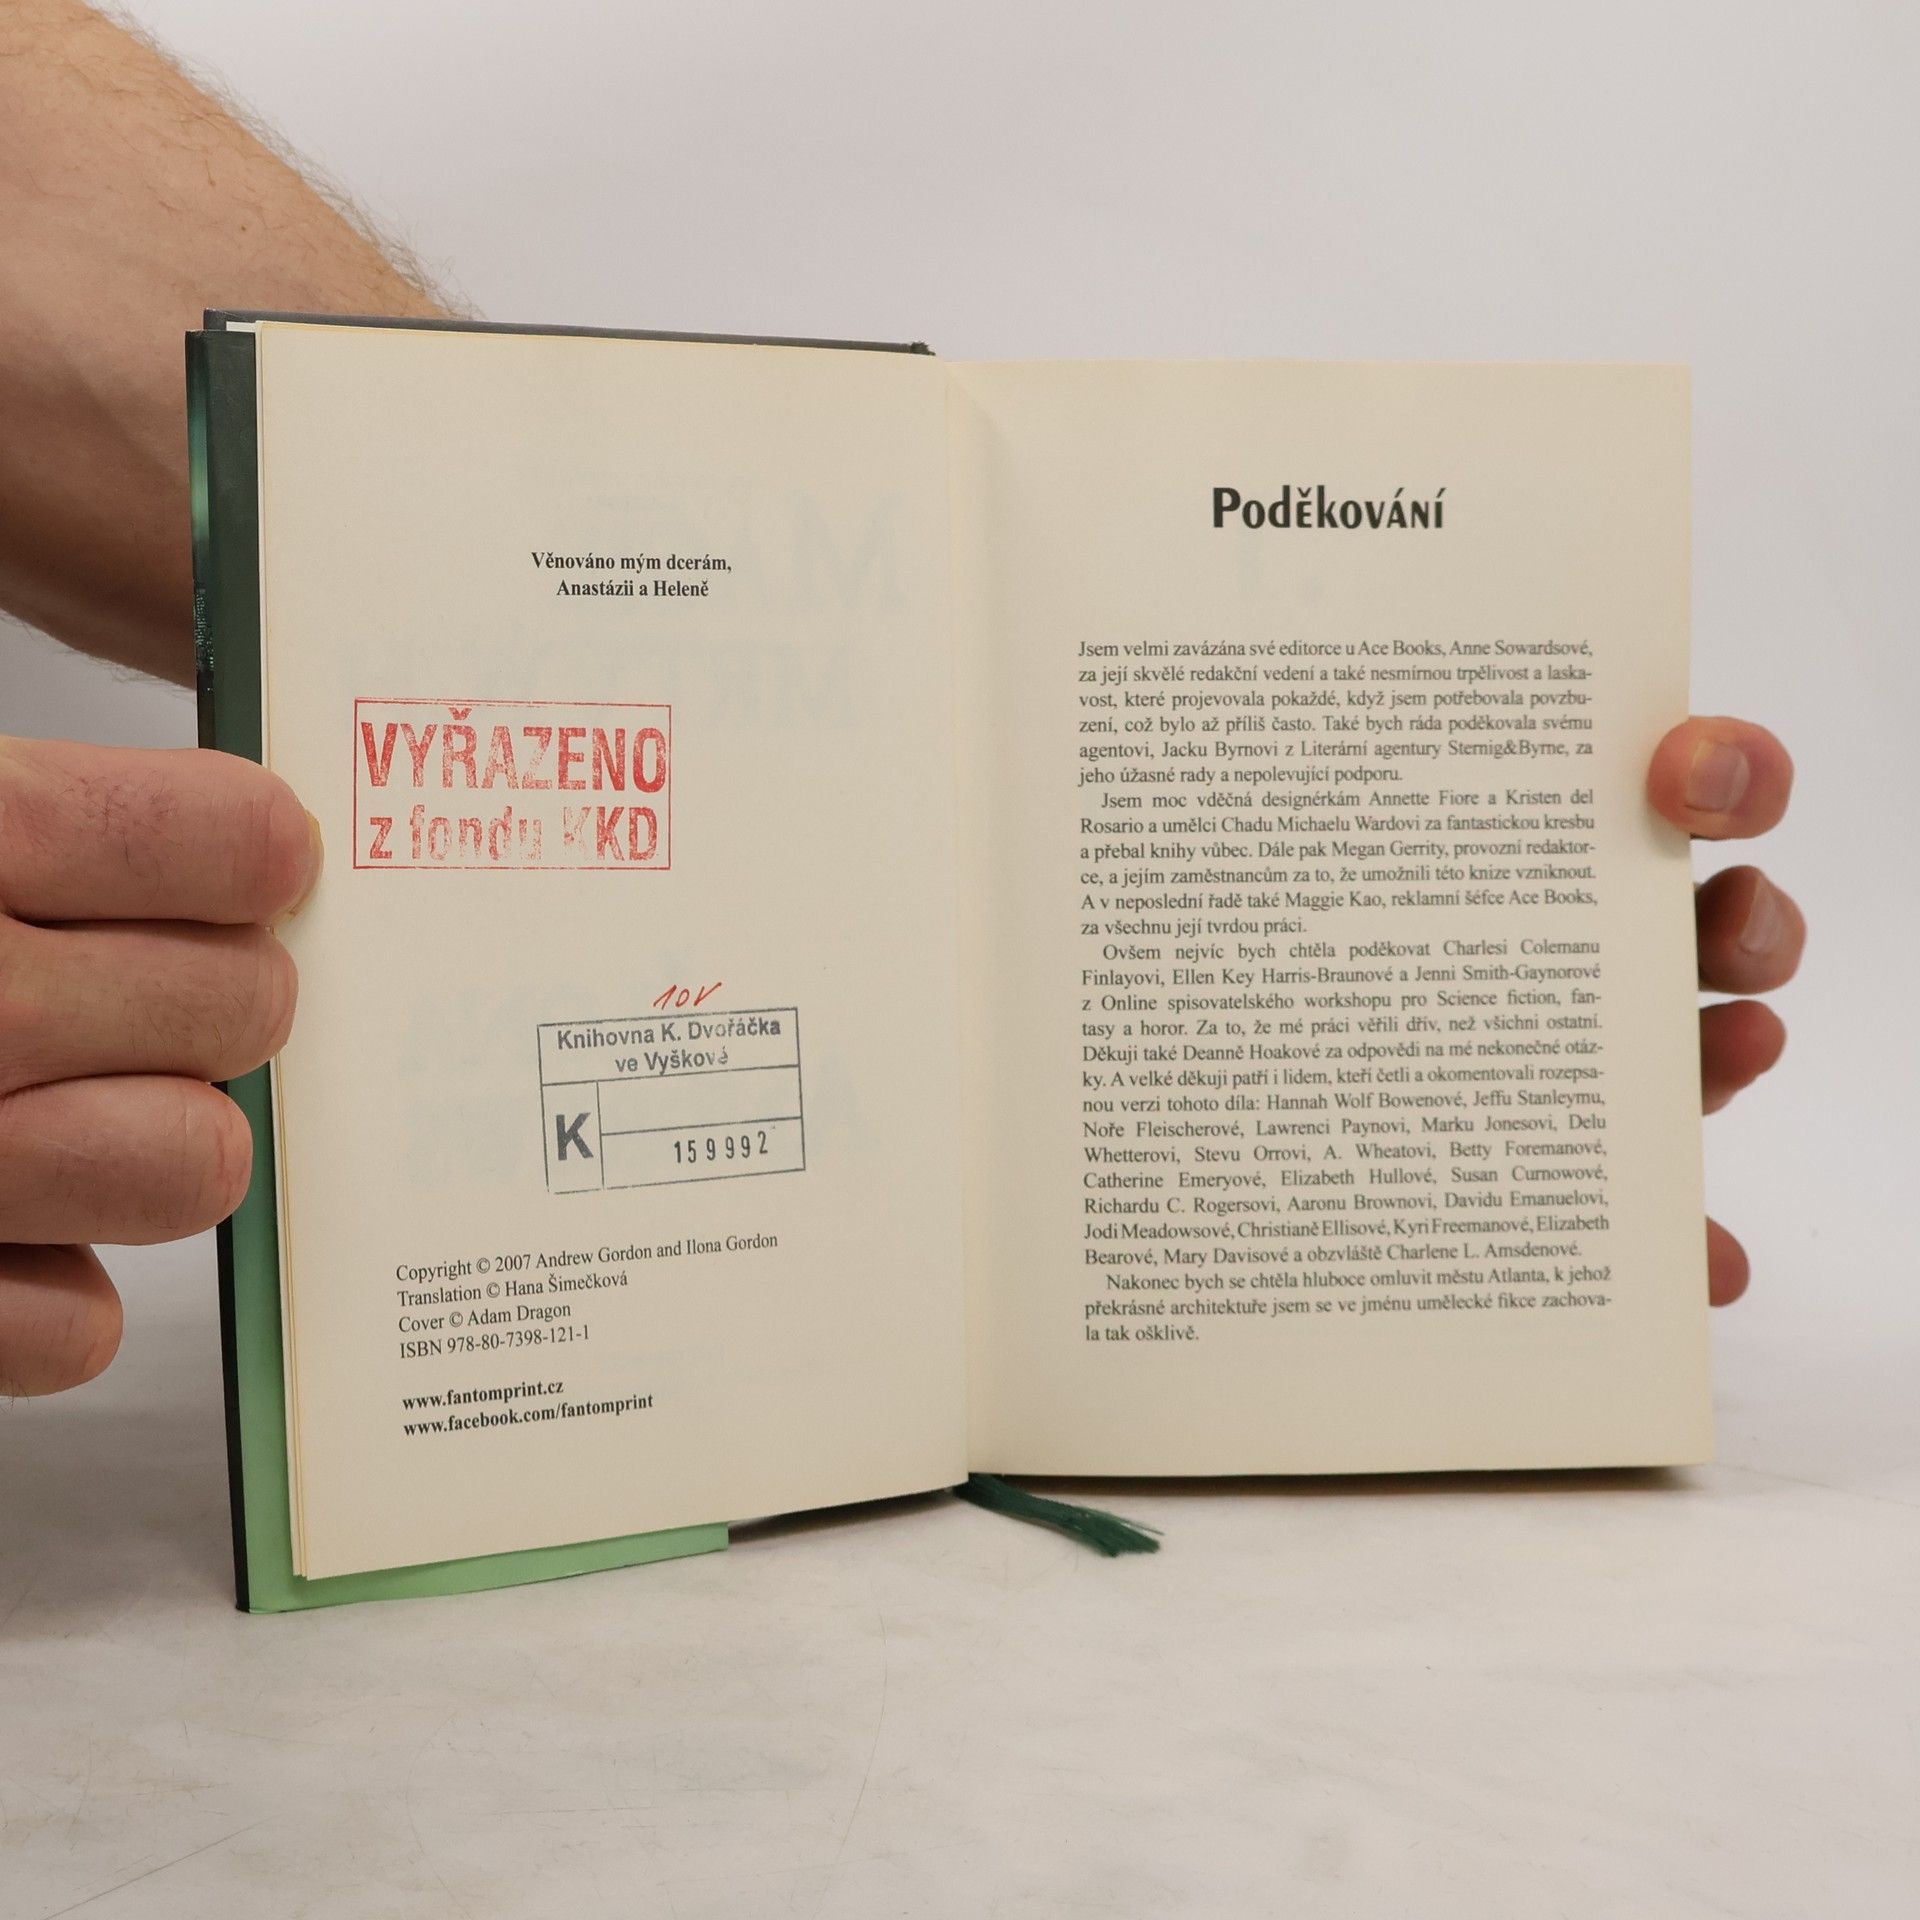 Věnováno mým dcerám,
Anastázii a Heleně
VYŘAZENO
z fondu KKD
10V
Knihovna K. Dvořáčka
ve Vyškově
K
159992
Copyright © 2007 Andrew Gordon and Ilona Gordon
Translation © Hana Šimečková
Cover © Adam Dragon
ISBN 978-80-7398-121-1
www.fantomprint.cz
www.facebook.com/fantomprint
Poděkování
Jsem velmi zavázána své editorce u Ace Books, Anne Sowardsové,
za její skvělé redakční vedení a také nesmírnou trpělivost a laska-
vost, které projevovala pokaždé, když jsem potřebovala povzbu-
zení, což bylo až příliš často. Také bych ráda poděkovala svému
agentovi, Jacku Byrnovi z Literární agentury Sternig&Byrne, za
jeho úžasné rady a nepolevující podporu.
Jsem moc vděčná designérkám Annette Fiore a Kristen del
Rosario a umělci Chadu Michaelu Wardovi za fantastickou kresbu
a přebal knihy vůbec. Dále pak Megan Gerrity, provozní redaktor-
ce, a jejím zaměstnancům za to, že umožnili této knize vzniknout.
A v neposlední řadě také Maggie Kao, reklamní šéfce Ace Books,
za všechnu její tvrdou práci.
Ovšem nejvíc bych chtěla poděkovat Charlesi Colemanu
Finlayovi, Ellen Key Harris-Braunové a Jenni Smith-Gaynorové
z Online spisovatelského workshopu pro Science fiction, fan-
tasy a horor. Za to, že mé práci věřili dřív, než všichni ostatní.
Děkuji také Deanně Hoakové za odpovědi na mé nekonečné otáz-
ky. A velké děkuji patří i lidem, kteří četli a okomentovali rozepsa-
nou verzi tohoto díla: Hannah Wolf Bowenové, Jeffu Stanleymu,
Noře Fleischerové, Lawrenci Paynovi, Marku Jonesovi, Delu
Whetterovi, Stevu Orrovi, A. Wheatovi, Betty Foremanové,
Catherine Emeryové, Elizabeth Hullové, Susan Curnowové,
Richardu C. Rogersovi, Aaronu Brownovi, Davidu Emanuelovi,
Jodi Meadowsové, Christianě Ellisové, Kyri Freemanové, Elizabeth
Bearové, Mary Davisové a obzvláště Charlene L. Amsdenové.
Nakonec bych se chtěla hluboce omluvit městu Atlanta, k jehož
překrásné architektuře jsem se ve jménu umělecké fikce zachova-
la tak ošklivě.